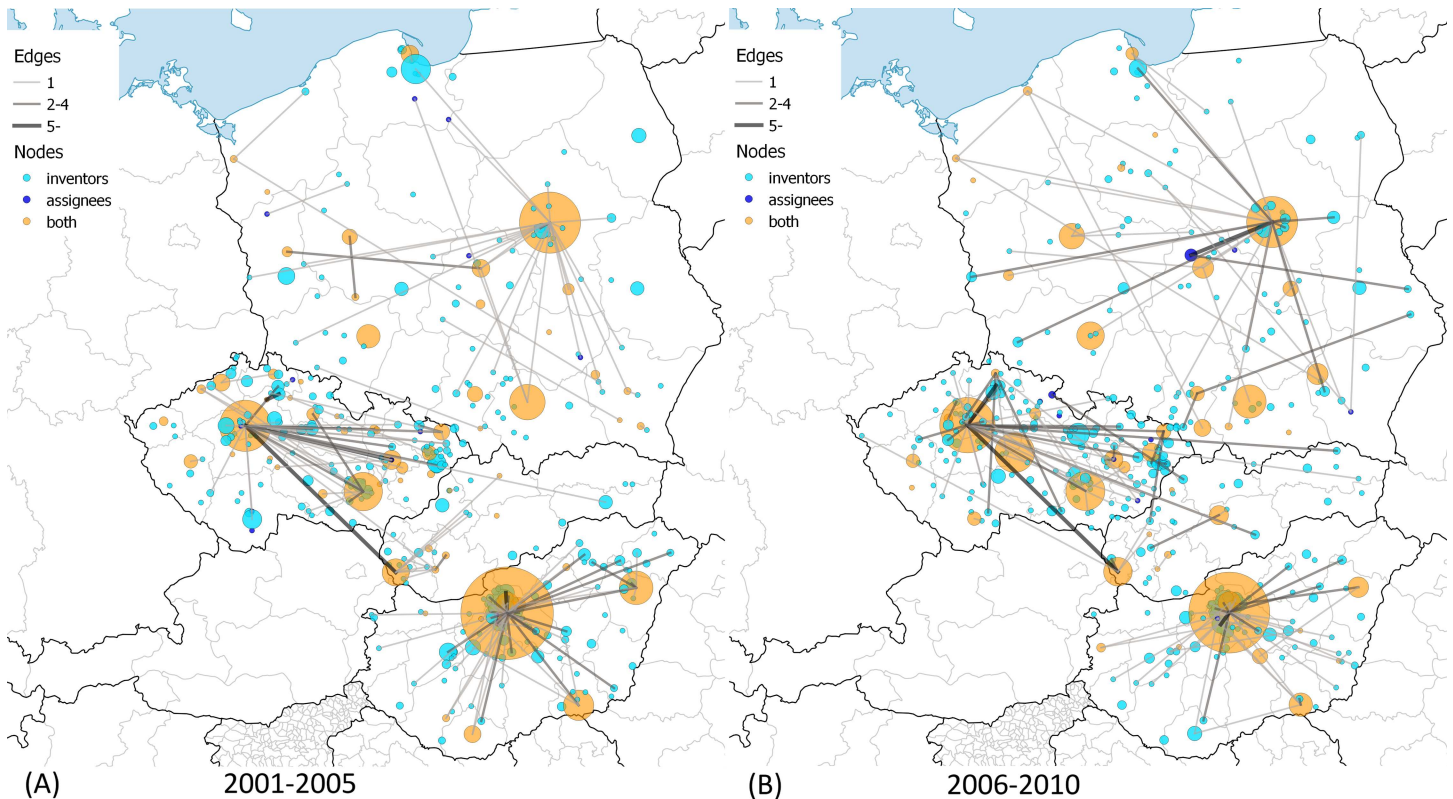 Edges
1
2-4
5-
Nodes
inventors
assignees
both
(A) 2001-2005
Edges
1
2-4
5-
Nodes
inventors
assignees
both
(B) 2006-2010